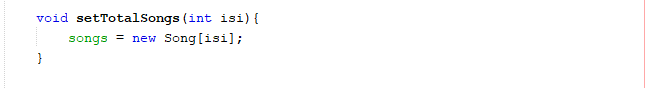 void setTotalSongs(int isi){
songs = new Song[isi];
}